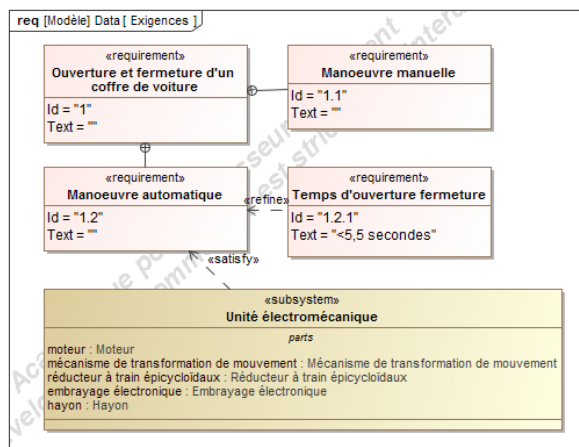 req [Modèle] Data [ Exigences ]
«requirement»
Ouverture et fermeture d'un
coffre de voiture
Id = "1"
Text = ""
«requirement»
Manoeuvre manuelle
Id = "1.1"
Text = ""
«requirement»
Manoeuvre automatique
Id = "1.2"
Text = ""
«refine»
«requirement»
Temps d'ouverture fermeture
Id = "1.2.1"
Text = "<5,5 secondes"
«satisfy»
«subsystem»
Unité électromécanique
parts
moteur : Moteur
mécanisme de transformation de mouvement : Mécanisme de transformation de mouvement
réducteur à train épicycloïdaux : Réducteur à train épicycloïdaux
embrayage électronique : Embrayage électronique
hayon : Hayon